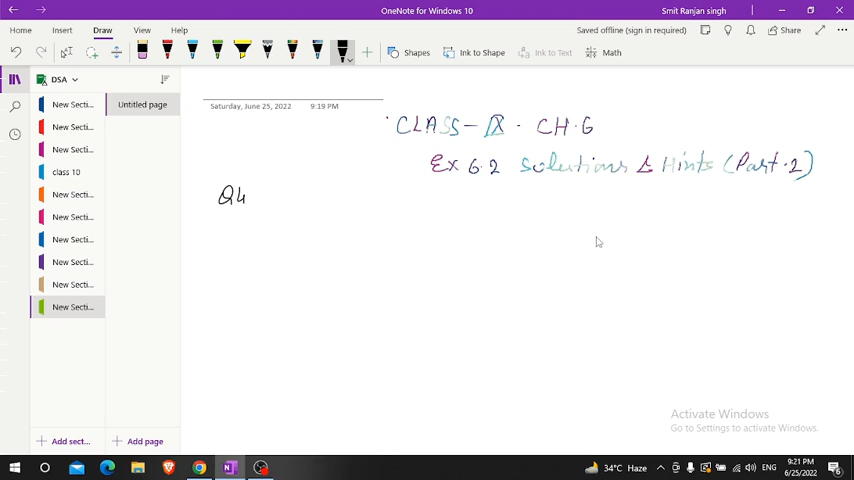 OneNote for Windows 10
Smit Ranjan singh
Home Insert Draw View Help
Saved offline (sign in required)
Share
Shapes
Ink to Shape
Ink to Text
Math
DSA
New Secti...
New Secti...
New Secti...
class 10
New Secti...
New Secti...
New Secti...
New Secti...
New Secti...
New Secti...
Add sect...
Untitled page
Add page
Saturday, June 25, 2022 9:19 PM
CLASS - IX . CH.6
Ex 6.2 Solutions & Hints (Part-2)
Q4
Activate Windows
Go to Settings to activate Windows.
34°C Haze
ENG
9:21 PM
6/25/2022
6